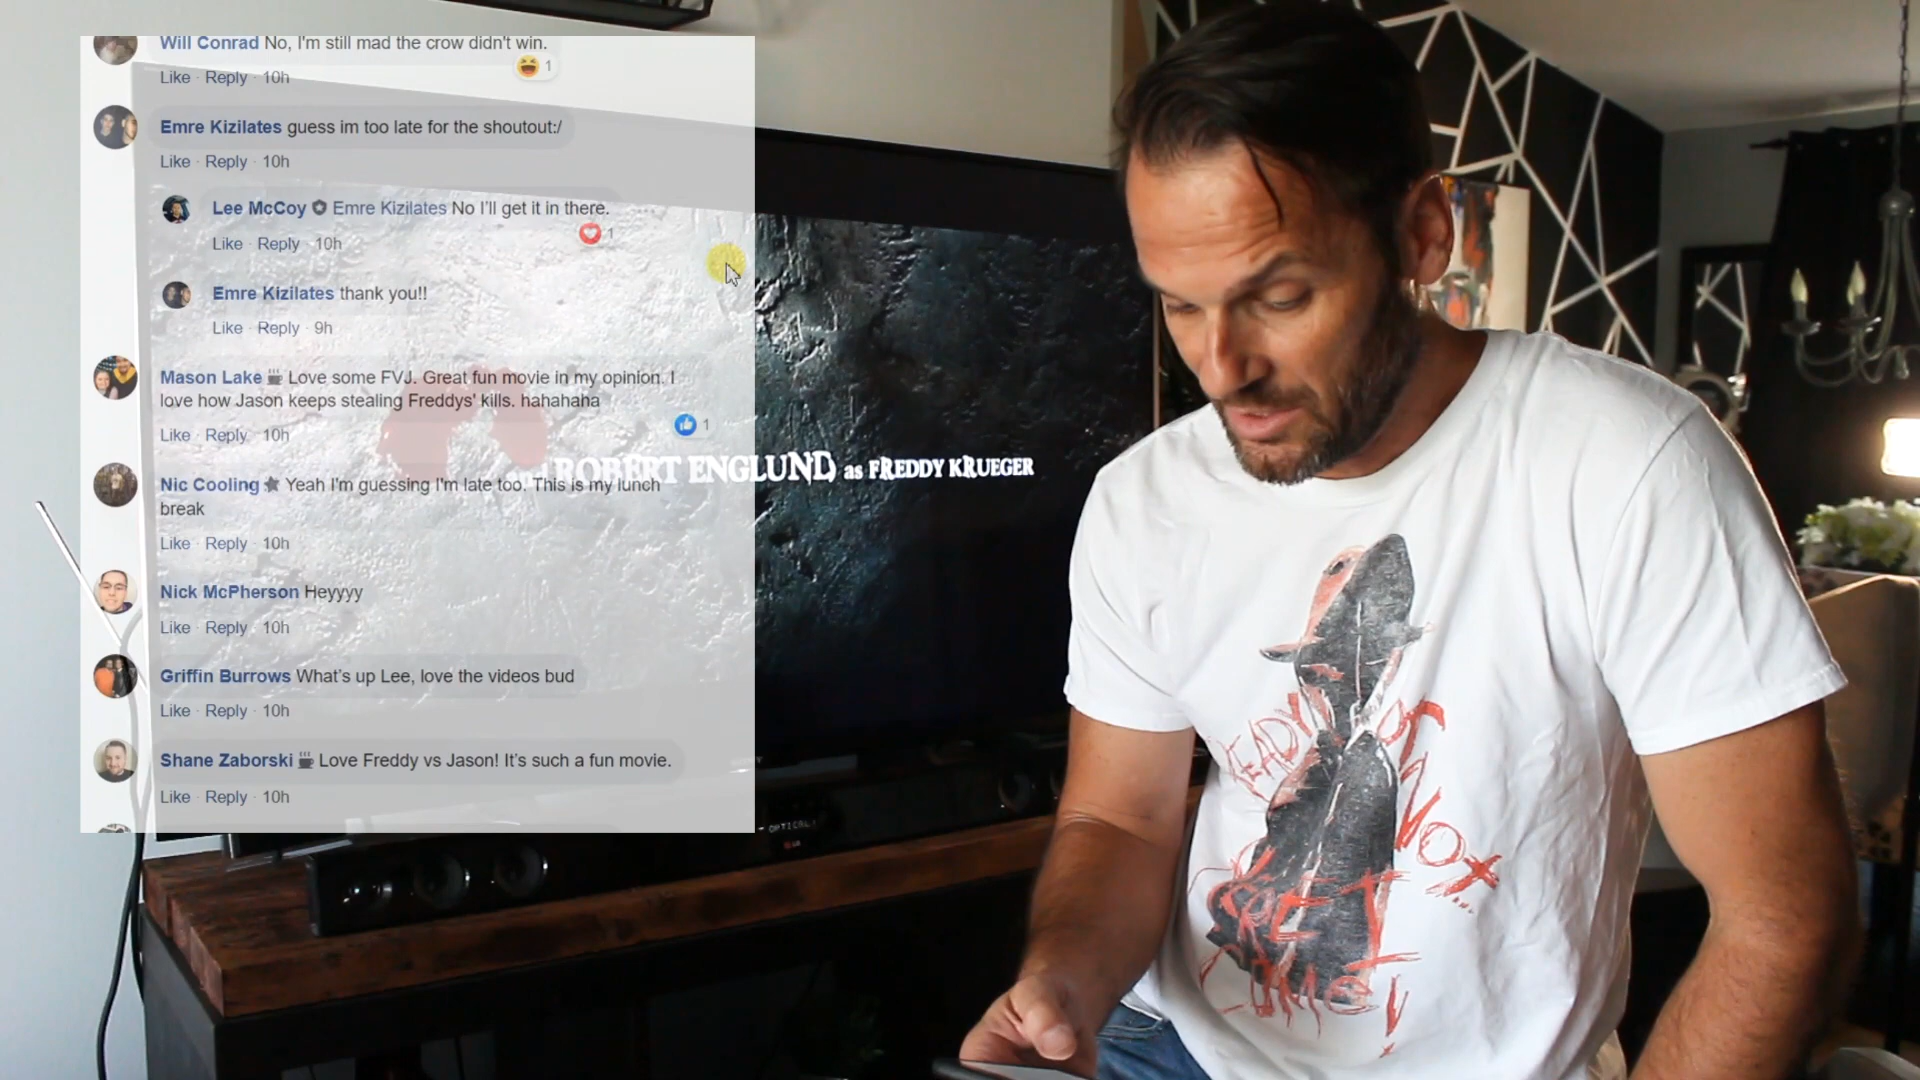 Will Conrad No, I'm still mad the crow didn't win.
1
Like · Reply · 10h
Emre Kizilates guess im too late for the shoutout:/
Like · Reply · 10h
Lee McCoy Emre Kizilates No I'll get it in there.
1
Like · Reply · 10h
Emre Kizilates thank you!!
Like · Reply · 9h
Mason Lake Love some FVJ. Great fun movie in my opinion. I
love how Jason keeps stealing Freddys' kills. hahahaha
1
Like · Reply · 10h
ROBERT ENGLUND as FREDDY KRUEGER
Nic Cooling Yeah I'm guessing I'm late too. This is my lunch
break
Like · Reply · 10h
Nick McPherson Heyyyy
Like · Reply · 10h
Griffin Burrows What's up Lee, love the videos bud
Like · Reply · 10h
Shane Zaborski Love Freddy vs Jason! It's such a fun movie.
Like · Reply · 10h
OPTICAL
READY OR
NOX
COME!